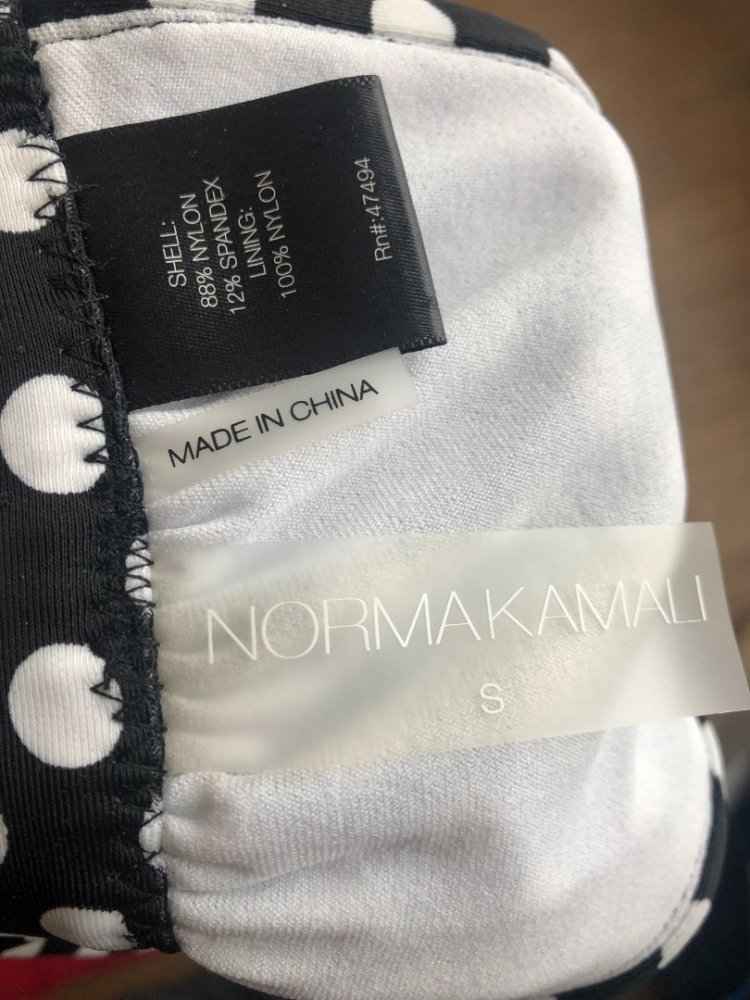 SHELL:
88% NYLON
12% SPANDEX
LINING:
100% NYLON
Rn#:47494
MADE IN CHINA
NORMAKAMALI
S